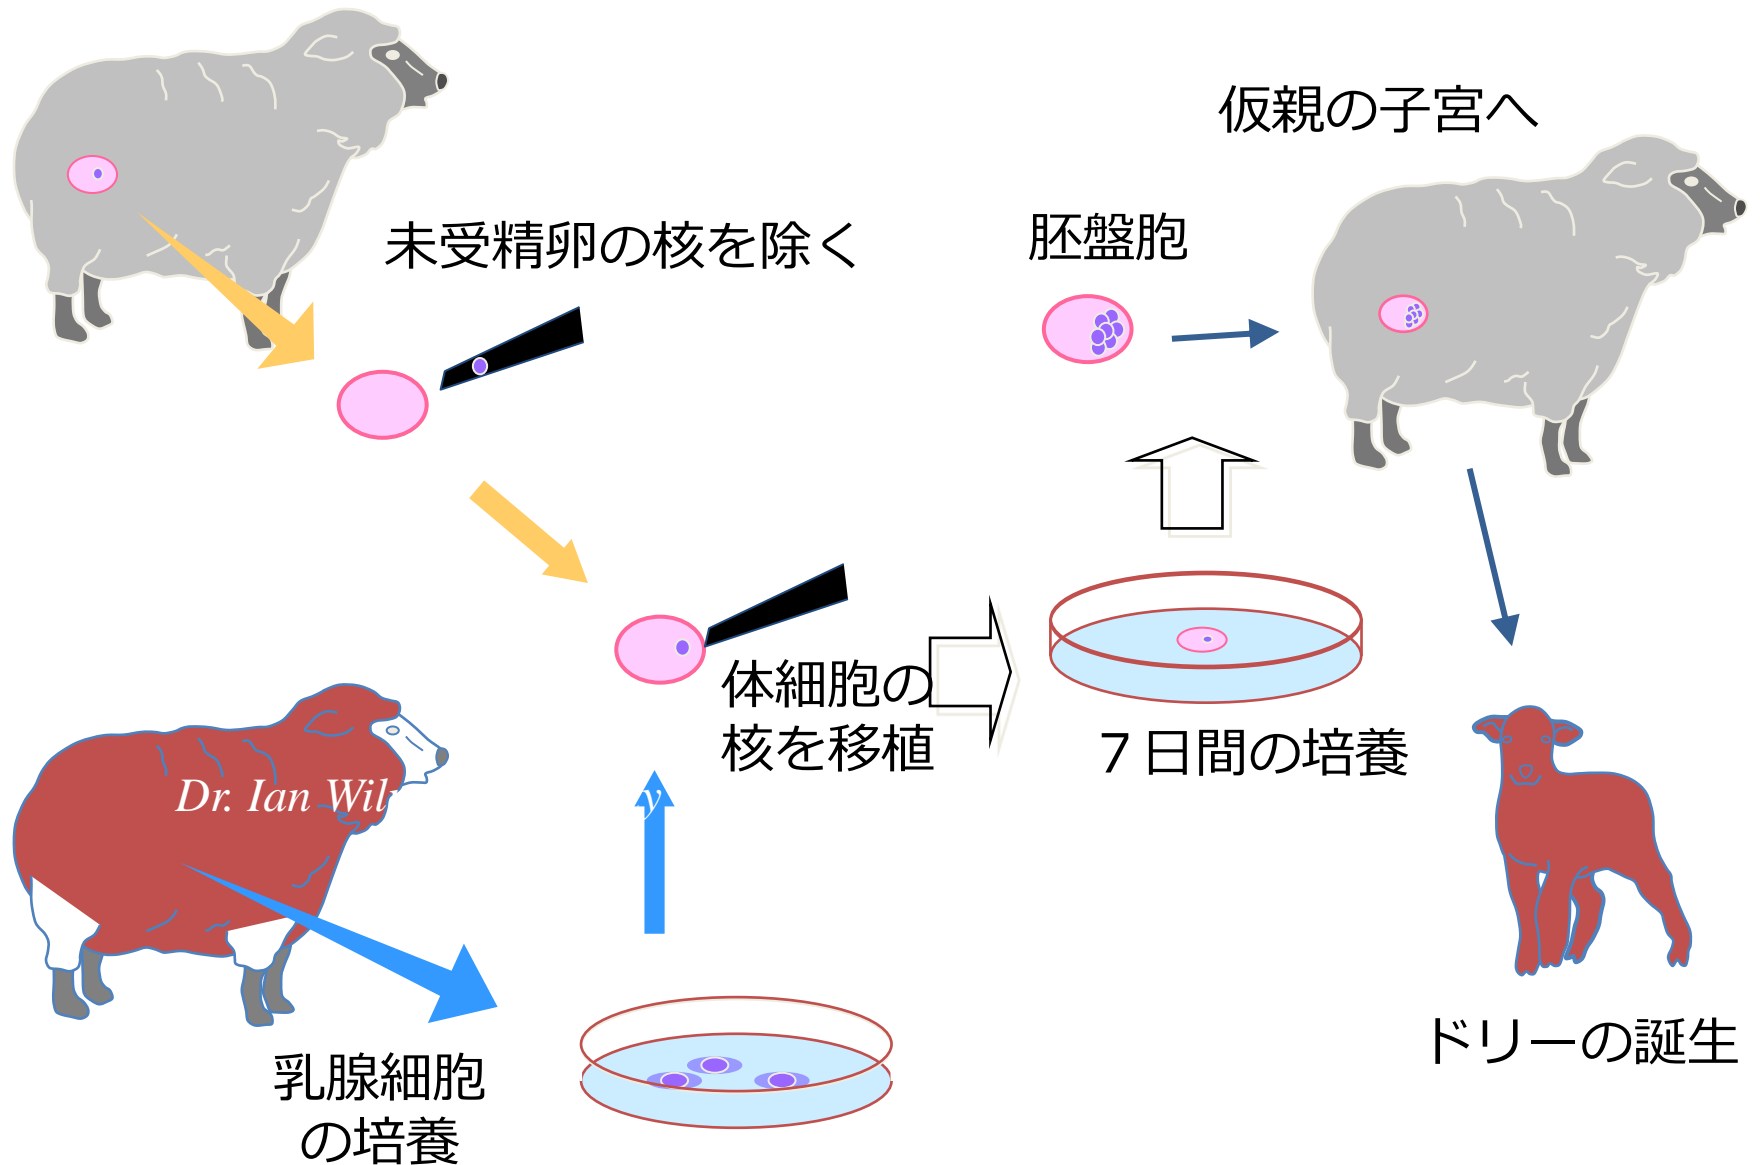 仮親の子宮へ
未受精卵の核を除く
胚盤胞
体細胞の
核を移植
７日間の培養
Dr. Ian
y
ドリーの誕生
乳腺細胞
の培養